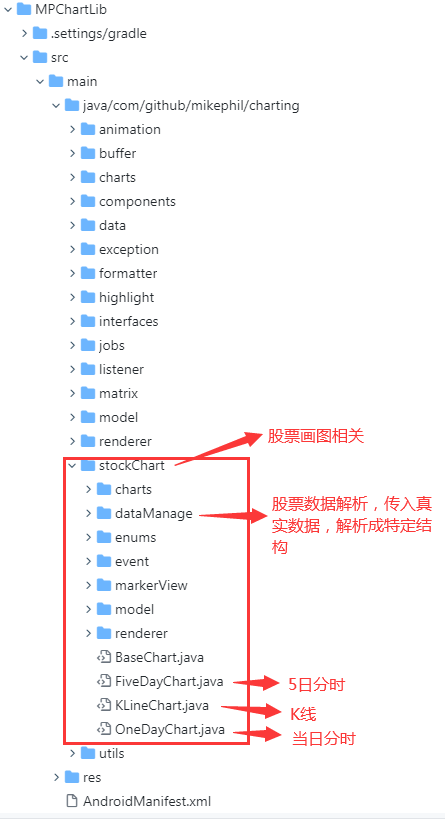 MPChartLib
.settings/gradle
src
main
java/com/github/mikephil/charting
animation
buffer
charts
components
data
exception
formatter
highlight
interfaces
jobs
listener
matrix
model
renderer
股票画图相关
stockChart
charts
dataManage
股票数据解析，传入真
实数据，解析成特定结
构
enums
event
markerView
model
renderer
BaseChart.java
FiveDayChart.java
5日分时
KLineChart.java
K线
OneDayChart.java
当日分时
utils
res
AndroidManifest.xml